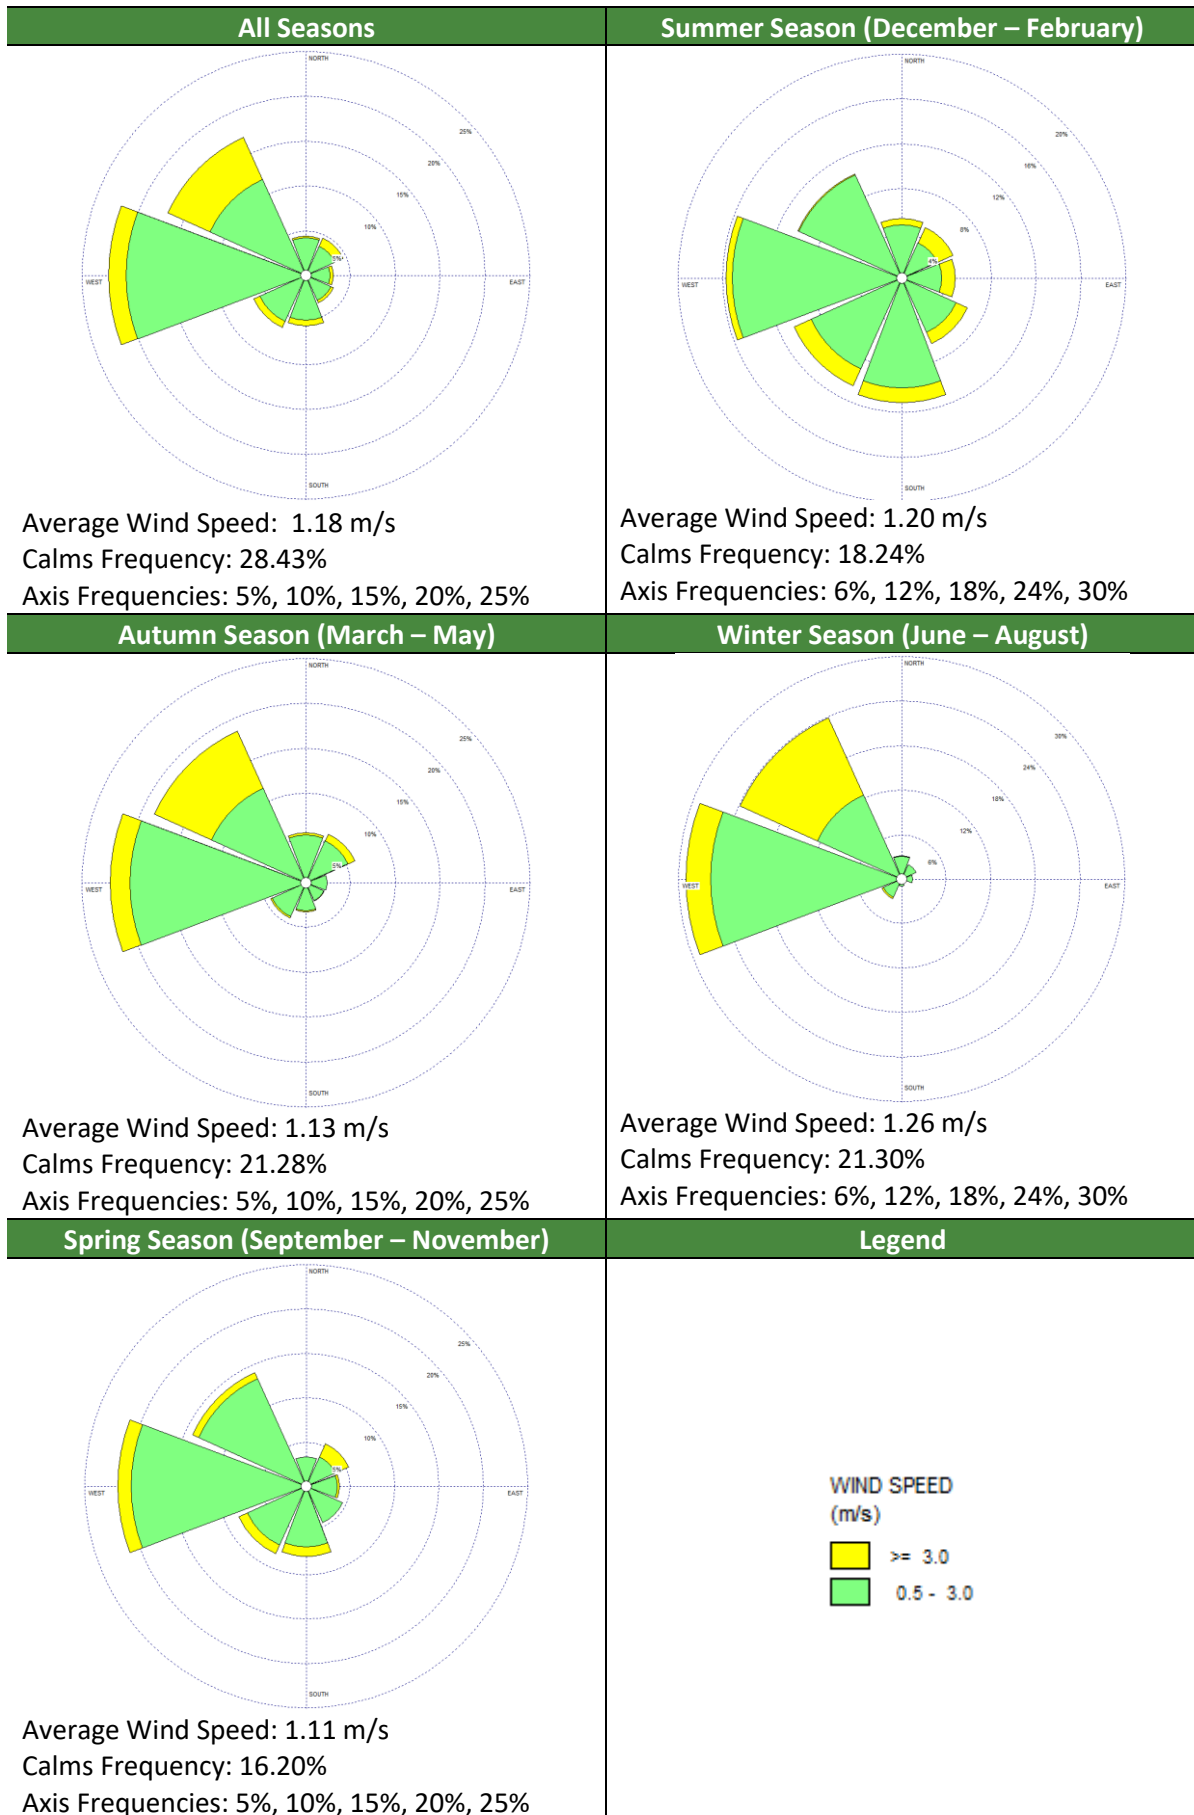 All Seasons
Summer Season (December – February)
NORTH
25%
20%
15%
10%
5%
WEST
EAST
SOUTH
NORTH
20%
16%
12%
8%
4%
WEST
EAST
SOUTH
Average Wind Speed: 1.18 m/s
Calms Frequency: 28.43%
Axis Frequencies: 5%, 10%, 15%, 20%, 25%
Average Wind Speed: 1.20 m/s
Calms Frequency: 18.24%
Axis Frequencies: 6%, 12%, 18%, 24%, 30%
Autumn Season (March – May)
Winter Season (June – August)
NORTH
25%
20%
15%
10%
5%
WEST
EAST
SOUTH
NORTH
30%
24%
18%
12%
6%
WEST
EAST
SOUTH
Average Wind Speed: 1.13 m/s
Calms Frequency: 21.28%
Axis Frequencies: 5%, 10%, 15%, 20%, 25%
Average Wind Speed: 1.26 m/s
Calms Frequency: 21.30%
Axis Frequencies: 6%, 12%, 18%, 24%, 30%
Spring Season (September – November)
Legend
NORTH
25%
20%
15%
10%
5%
WEST
EAST
SOUTH
WIND SPEED
(m/s)
>= 3.0
0.5 - 3.0
Average Wind Speed: 1.11 m/s
Calms Frequency: 16.20%
Axis Frequencies: 5%, 10%, 15%, 20%, 25%